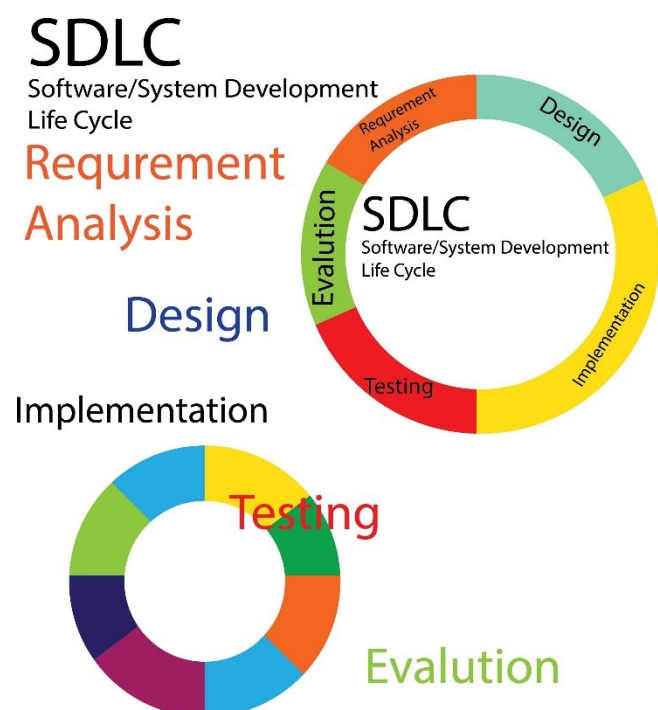 SDLC
Software/System Development
Life Cycle
Requrement
Analysis
Design
Implementation
Testing
Evalution
Requrement
Analysis
Design
Implementation
Testing
Evalution
SDLC
Software/System Development
Life Cycle